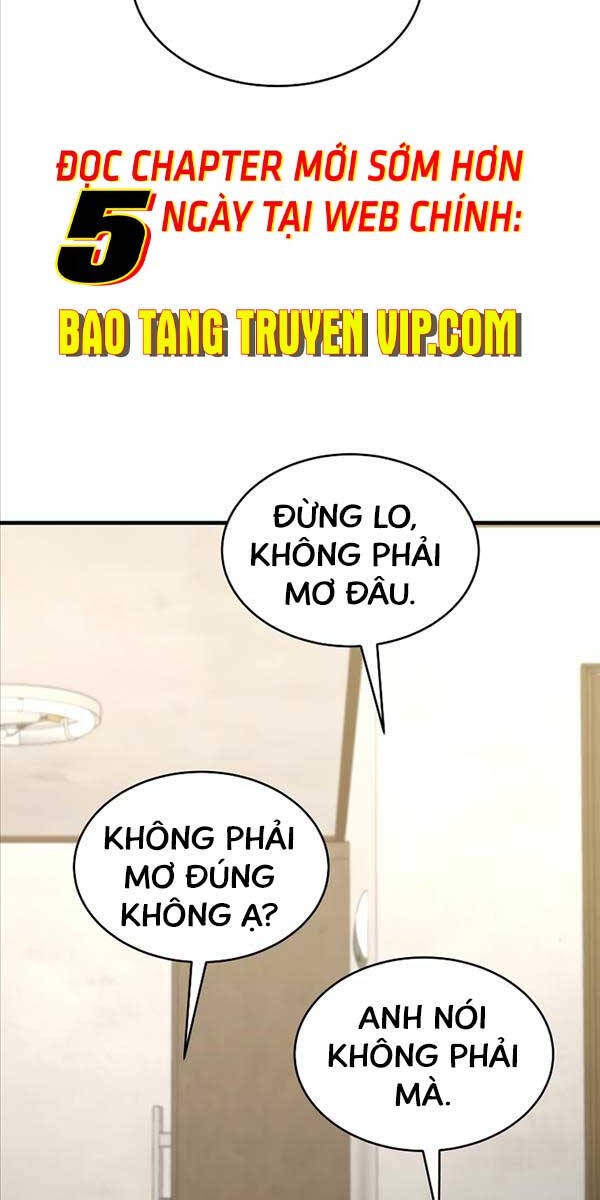 ĐỌC CHAPTER MỚI SỚM HƠN
5 NGÀY TẠI WEB CHÍNH:
BAO TANG TRUYEN VIP.COM
ĐỪNG LO,
KHÔNG PHẢI
MƠ ĐÂU.
KHÔNG PHẢI
MƠ ĐÚNG
KHÔNG Ạ?
ANH NÓI
KHÔNG PHẢI
MÀ.